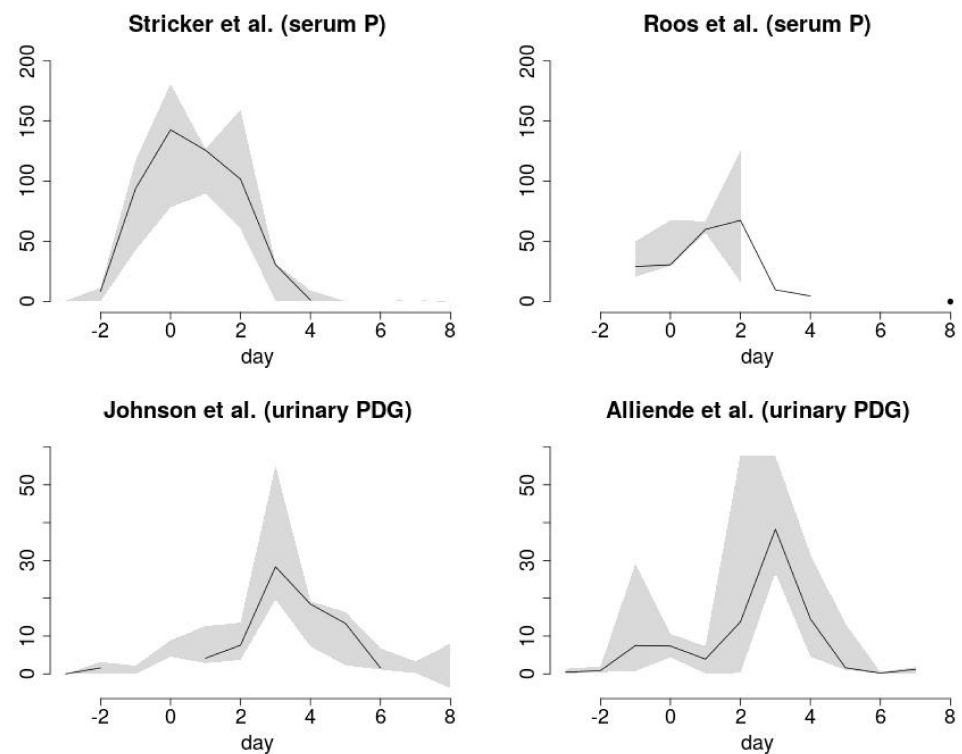 Stricker et al. (serum P)
200
150
100
50
0
-2 0 2 4 6 8
day
Roos et al. (serum P)
200
150
100
50
0
-2 0 2 4 6 8
day
Johnson et al. (urinary PDG)
50
30
10
0
-2 0 2 4 6 8
day
Alliende et al. (urinary PDG)
50
30
10
0
-2 0 2 4 6 8
day